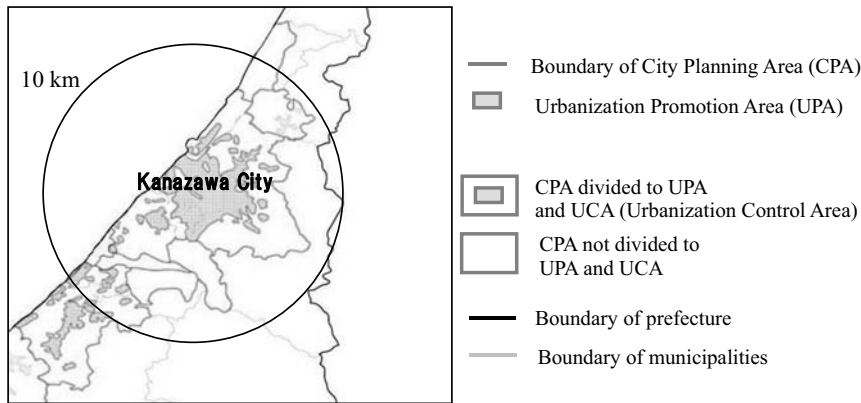 10 km
Kanazawa City
Boundary of City Planning Area (CPA)
Urbanization Promotion Area (UPA)
CPA divided to UPA
and UCA (Urbanization Control Area)
CPA not divided to
UPA and UCA
Boundary of prefecture
Boundary of municipalities